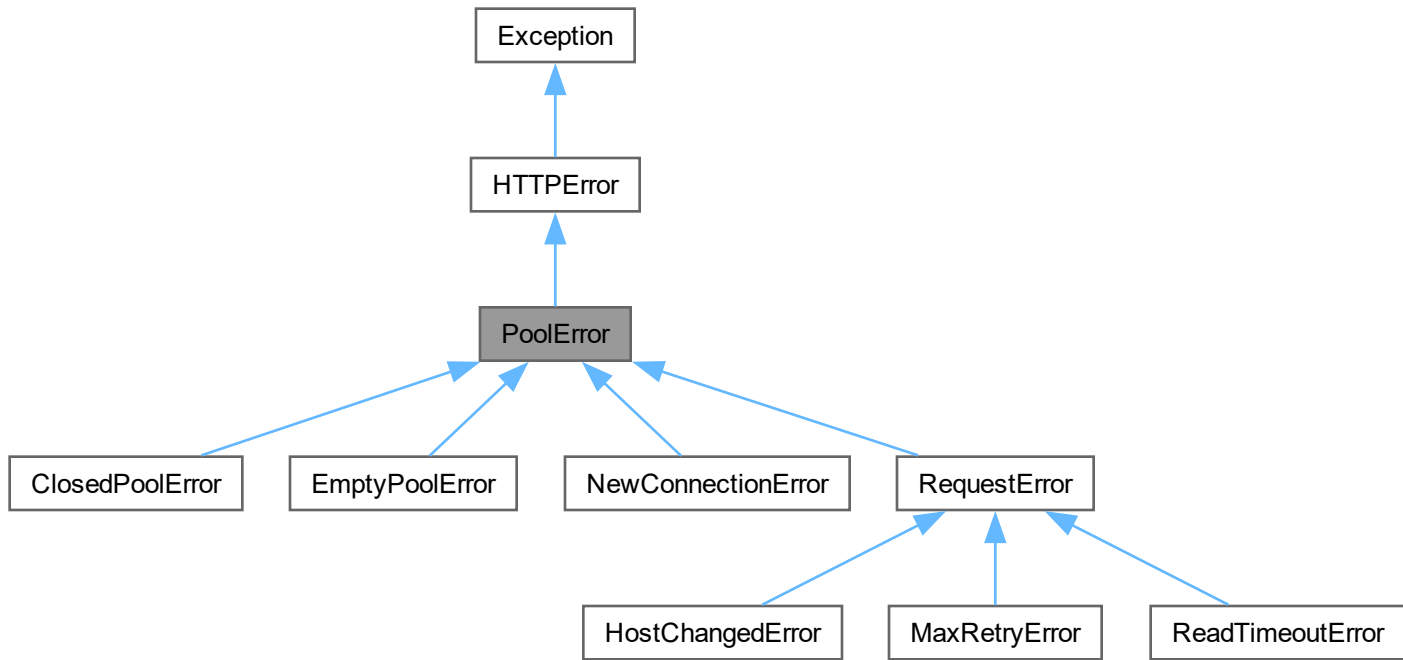 Exception
HTTPError
PoolError
ClosedPoolError
EmptyPoolError
NewConnectionError
RequestError
HostChangedError
MaxRetryError
ReadTimeoutError